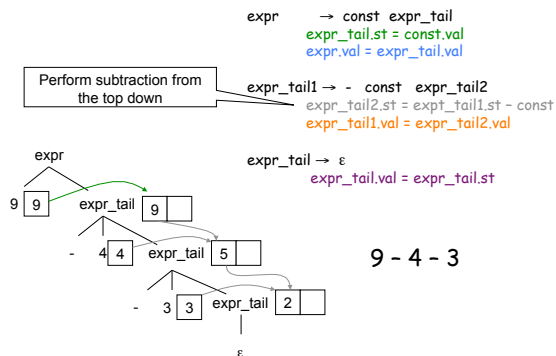 expr → const expr_tail
expr_tail.st = const.val
expr.val = expr_tail.val
Perform subtraction from
the top down
expr_tail1 → - const expr_tail2
expr_tail2.st = expt_tail1.st – const
expr_tail1.val = expr_tail2.val
expr_tail → ε
expr_tail.val = expr_tail.st
expr
9 9 expr_tail 9
- 4 4 expr_tail 5
9 - 4 - 3
- 3 3 expr_tail 2
ε